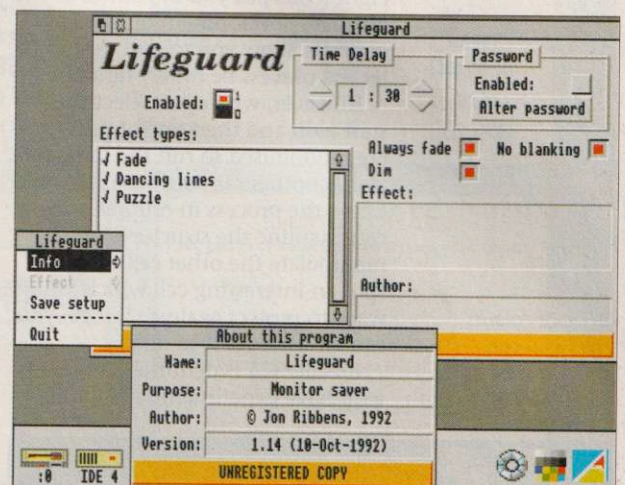 Lifeguard
Lifeguard
Time Delay
Password
Enabled:
1
0
1 : 30
Enabled:
Alter password
Effect types:
√ Fade
√ Dancing lines
√ Puzzle
Always fade
No blanking
Dim
Effect:
Author:
Lifeguard
Info
Effect
Save setup
Quit
About this program
Name: Lifeguard
Purpose: Monitor saver
Author: © Jon Ribbens, 1992
Version: 1.14 (10-Oct-1992)
UNREGISTERED COPY
:0
IDE 4